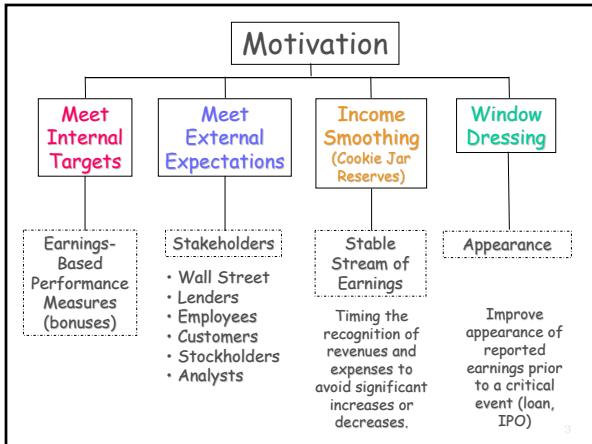 Motivation
Meet
Internal
Targets
Meet
External
Expectations
Income
Smoothing
(Cookie Jar
Reserves)
Window
Dressing
Earnings-
Based
Performance
Measures
(bonuses)
Stakeholders
• Wall Street
• Lenders
• Employees
• Customers
• Stockholders
• Analysts
Stable
Stream of
Earnings
Timing the
recognition of
revenues and
expenses to
avoid significant
increases or
decreases.
Appearance
Improve
appearance of
reported
earnings prior
to a critical
event (loan,
IPO)
3